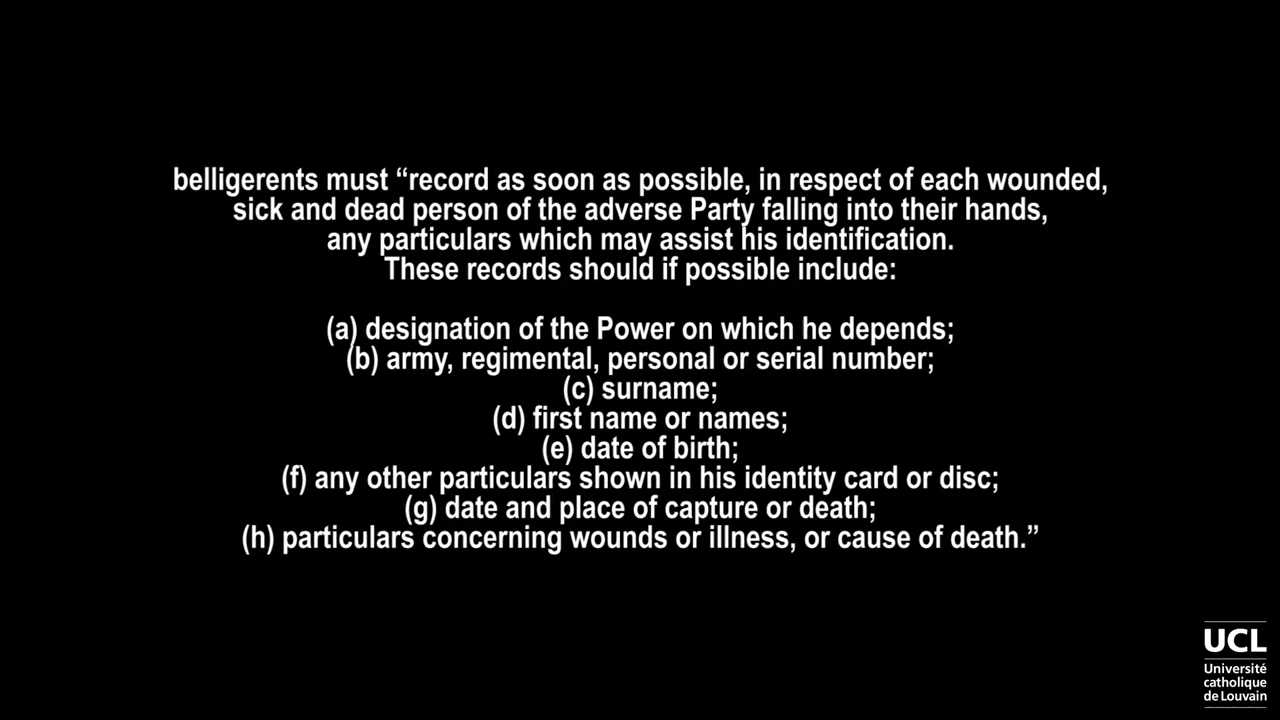 belligerents must “record as soon as possible, in respect of each wounded,
sick and dead person of the adverse Party falling into their hands,
any particulars which may assist his identification.
These records should if possible include:
(a) designation of the Power on which he depends;
(b) army, regimental, personal or serial number;
(c) surname;
(d) first name or names;
(e) date of birth;
(f) any other particulars shown in his identity card or disc;
(g) date and place of capture or death;
(h) particulars concerning wounds or illness, or cause of death.”
UCL
Université
catholique
de Louvain